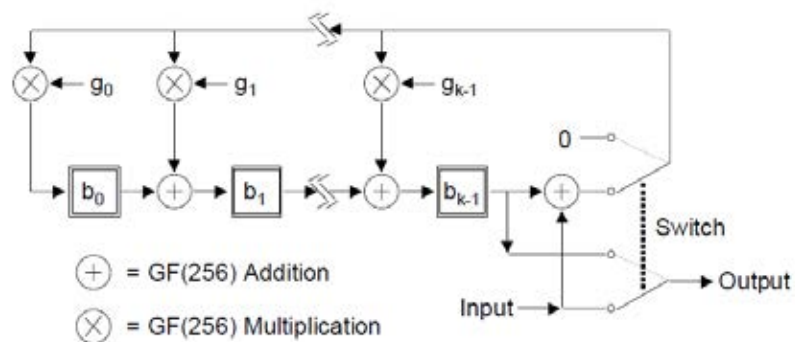 g0
g1
gk-1
0
b0
b1
bk-1
Switch
Output
Input
+ = GF(256) Addition
× = GF(256) Multiplication